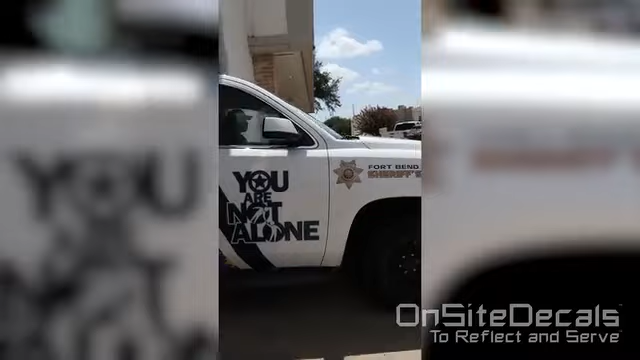 YOU
ARE
NOT
ALONE
FORT BEND
SHERIFF'S
OnSiteDecals
To Reflect and Serve